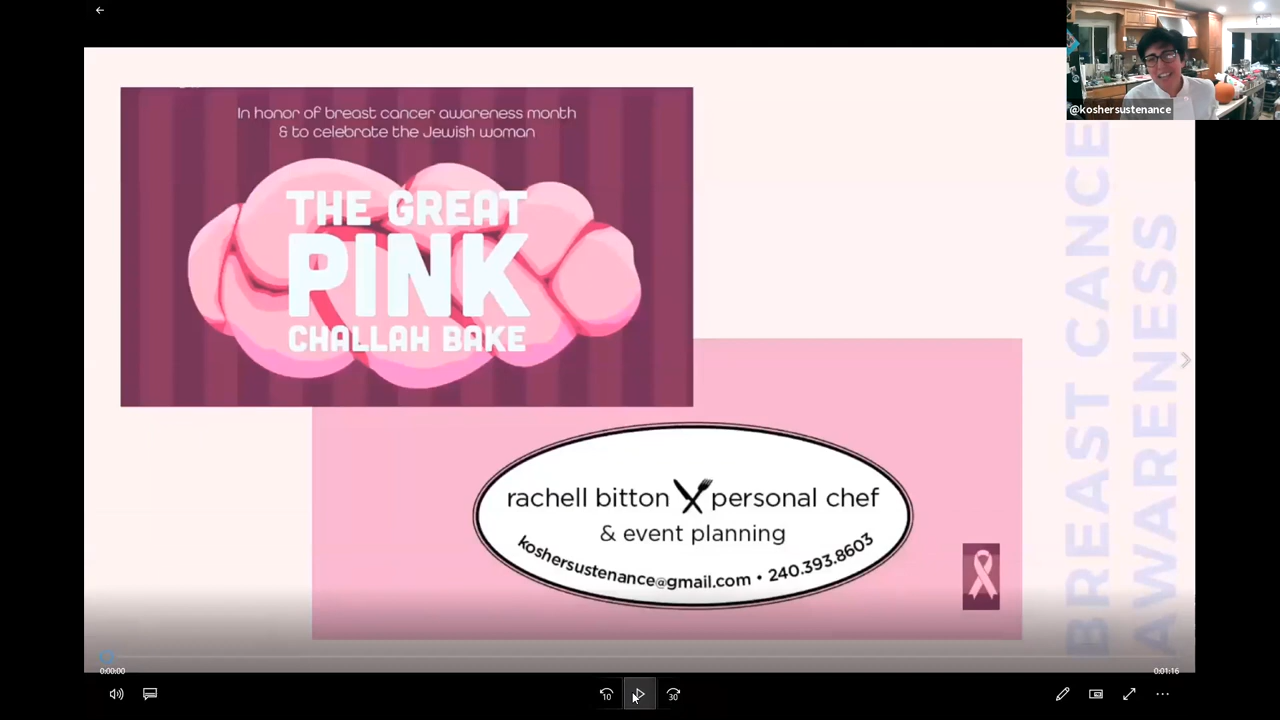 @koshersustenance
In honor of breast cancer awareness month
& to celebrate the Jewish woman
THE GREAT
PINK
CHALLAH BAKE
rachell bitton personal chef
& event planning
koshersustenance@gmail.com • 240.393.8603
BREAST CANCE
AWARENESS
0:00:00
0:01:16
10
30